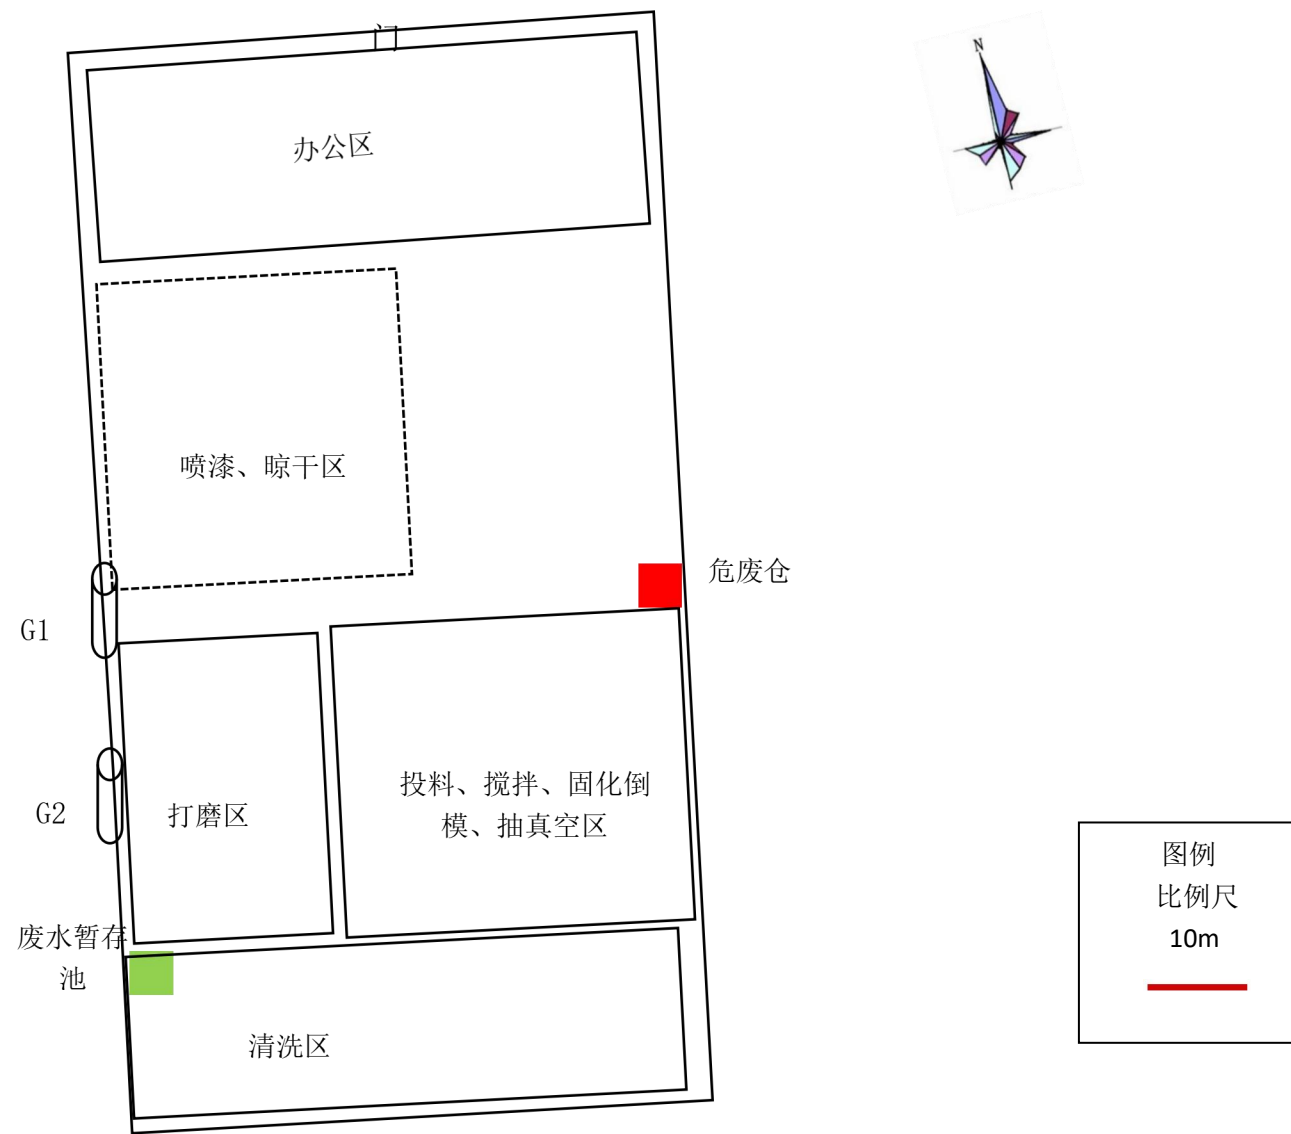 门
N
办公区
喷漆、晾干区
危废仓
G1
投料、搅拌、固化倒
模、抽真空区
G2
打磨区
图例
比例尺
10m
废水暂存
池
清洗区